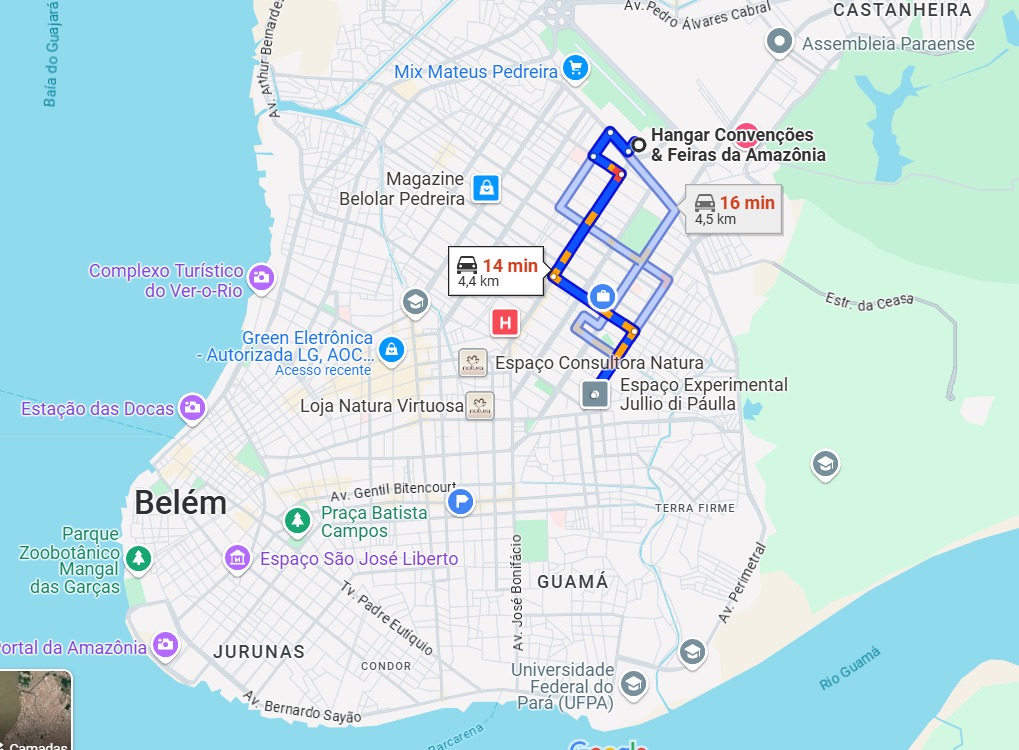 Baía do Guajará
Av. Arthur Bernardes
Av. Pedro Álvares Cabral
CASTANHEIRA
Assembleia Paraense
Mix Mateus Pedreira
Hangar Convenções
& Feiras da Amazônia
Magazine
Belolar Pedreira
16 min
4,5 km
14 min
4,4 km
Complexo Turístico
do Ver-o-Rio
Estr. da Ceasa
H
Green Eletrônica
- Autorizada LG, AOC...
Acesso recente
natura
Espaço Consultora Natura
Espaço Experimental
Jullio di Páulla
Estação das Docas
Loja Natura Virtuosa
natura
Belém
Av. Gentil Bitencourt
Praça Batista
Campos
TERRA FIRME
Parque
Zoobotânico
Mangal
das Garças
Espaço São José Liberto
Av. José Bonifácio
GUAMÁ
Av. Perimetral
Tv. Padre Eutíquio
Portal da Amazônia
JURUNAS
CONDOR
Universidade
Federal do
Pará (UFPA)
Rio Guamá
Av. Bernardo Sayão
Barcarena
Camadas
Google